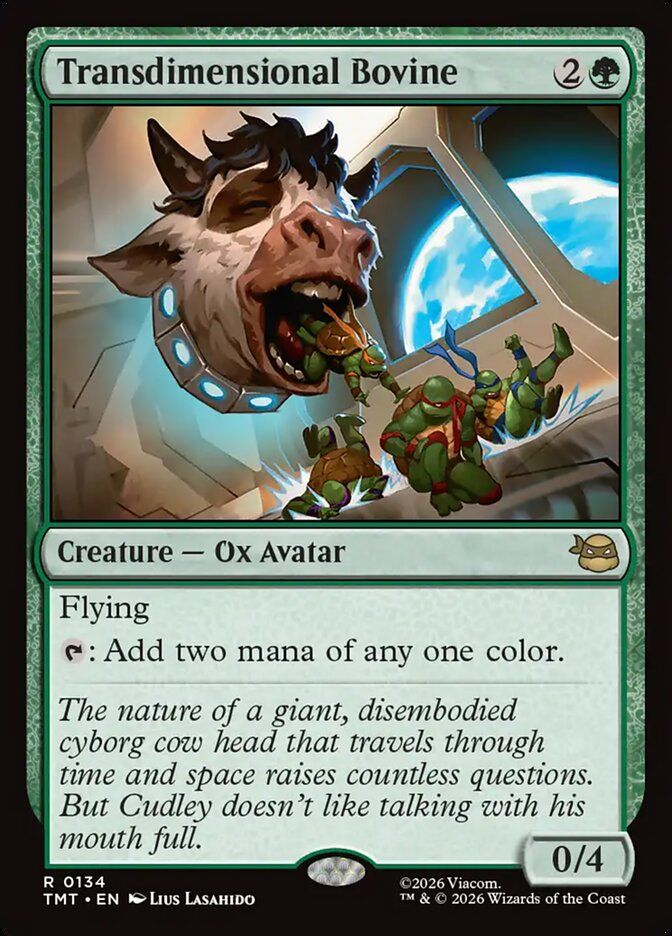 Transdimensional Bovine 2
Creature — Ox Avatar
Flying
: Add two mana of any one color.
The nature of a giant, disembodied
cyborg cow head that travels through
time and space raises countless questions.
But Cudley doesn't like talking with his
mouth full.
0/4
R 0134
TMT • EN Lius Lasahido
©2026 Viacom.
™ & © 2026 Wizards of the Coast